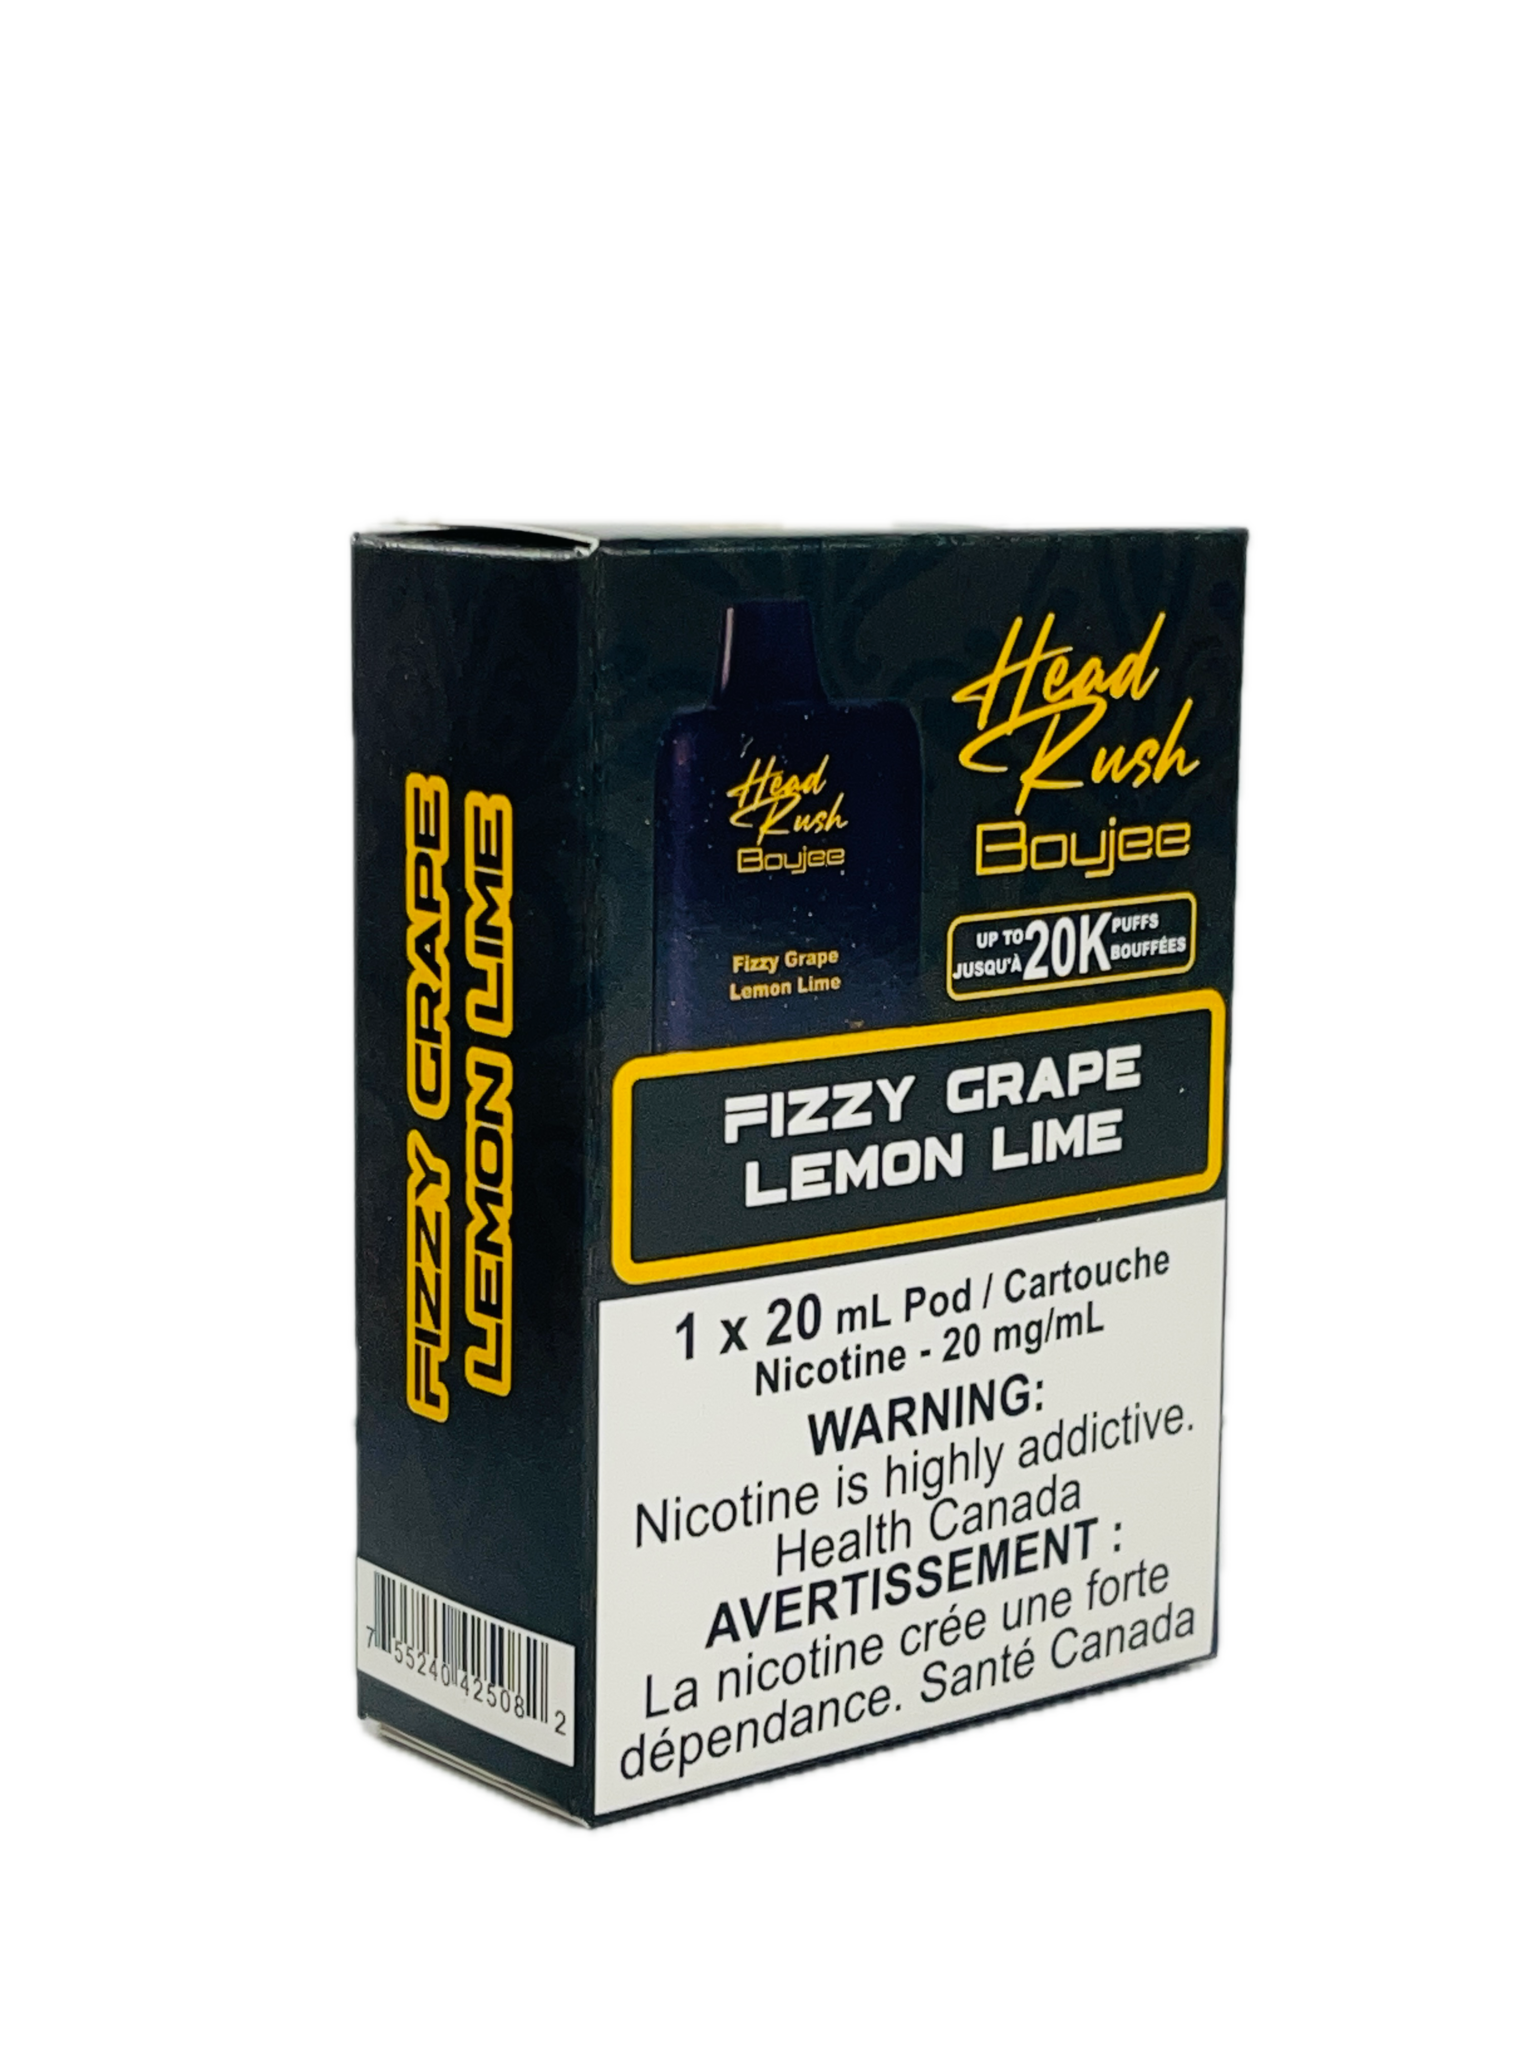 FIZZY GRAPE
LEMON LIME
7 55240 42508 2
Head
Rush
Boujee
Fizzy Grape
Lemon Lime
Head
Rush
Boujee
UP TO 20K PUFFS
JUSQU'À BOUFFÉES
FIZZY GRAPE
LEMON LIME
1 x 20 mL Pod / Cartouche
Nicotine - 20 mg/mL
WARNING:
Nicotine is highly addictive.
Health Canada
AVERTISSEMENT :
La nicotine crée une forte
dépendance. Santé Canada